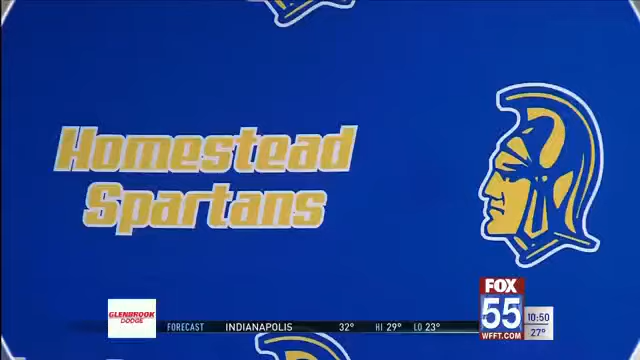 Homestead
Spartans
GLENBROOK
DODGE
FORECAST INDIANAPOLIS 32° HI 29° LO 23°
FOX
55
WFFT.COM
10:50
27°